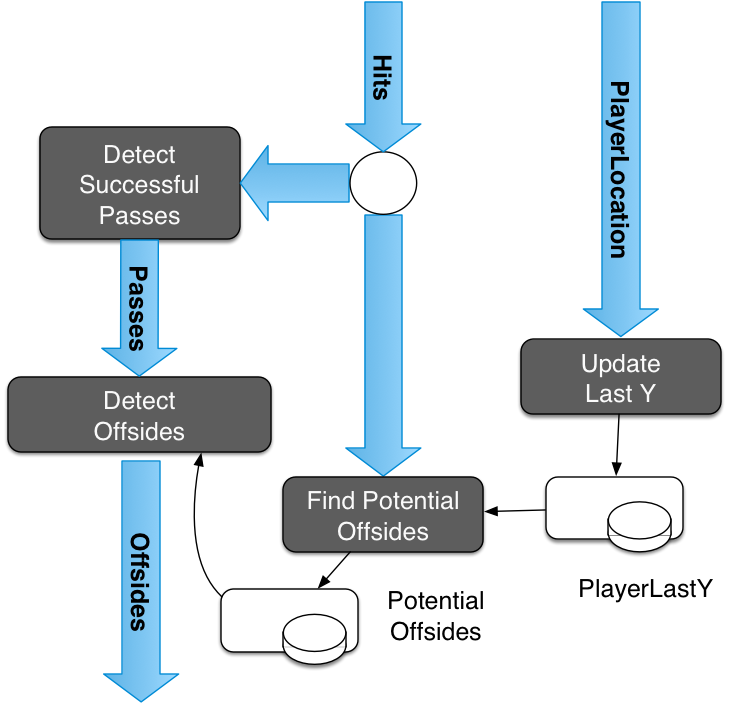 Hits
PlayerLocation
Detect
Successful
Passes
Passes
Update
Last Y
Detect
Offsides
Find Potential
Offsides
Offsides
PlayerLastY
Potential
Offsides